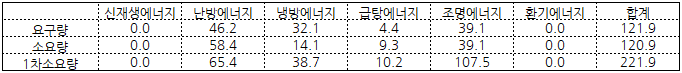 신재생에너지 난방에너지 냉방에너지 급탕에너지 조명에너지 환기에너지 합계
요구량 0.0 46.2 32.1 4.4 39.1 0.0 121.9
소요량 0.0 58.4 14.1 9.3 39.1 0.0 120.9
1차소요량 0.0 65.4 38.7 10.2 107.5 0.0 221.9